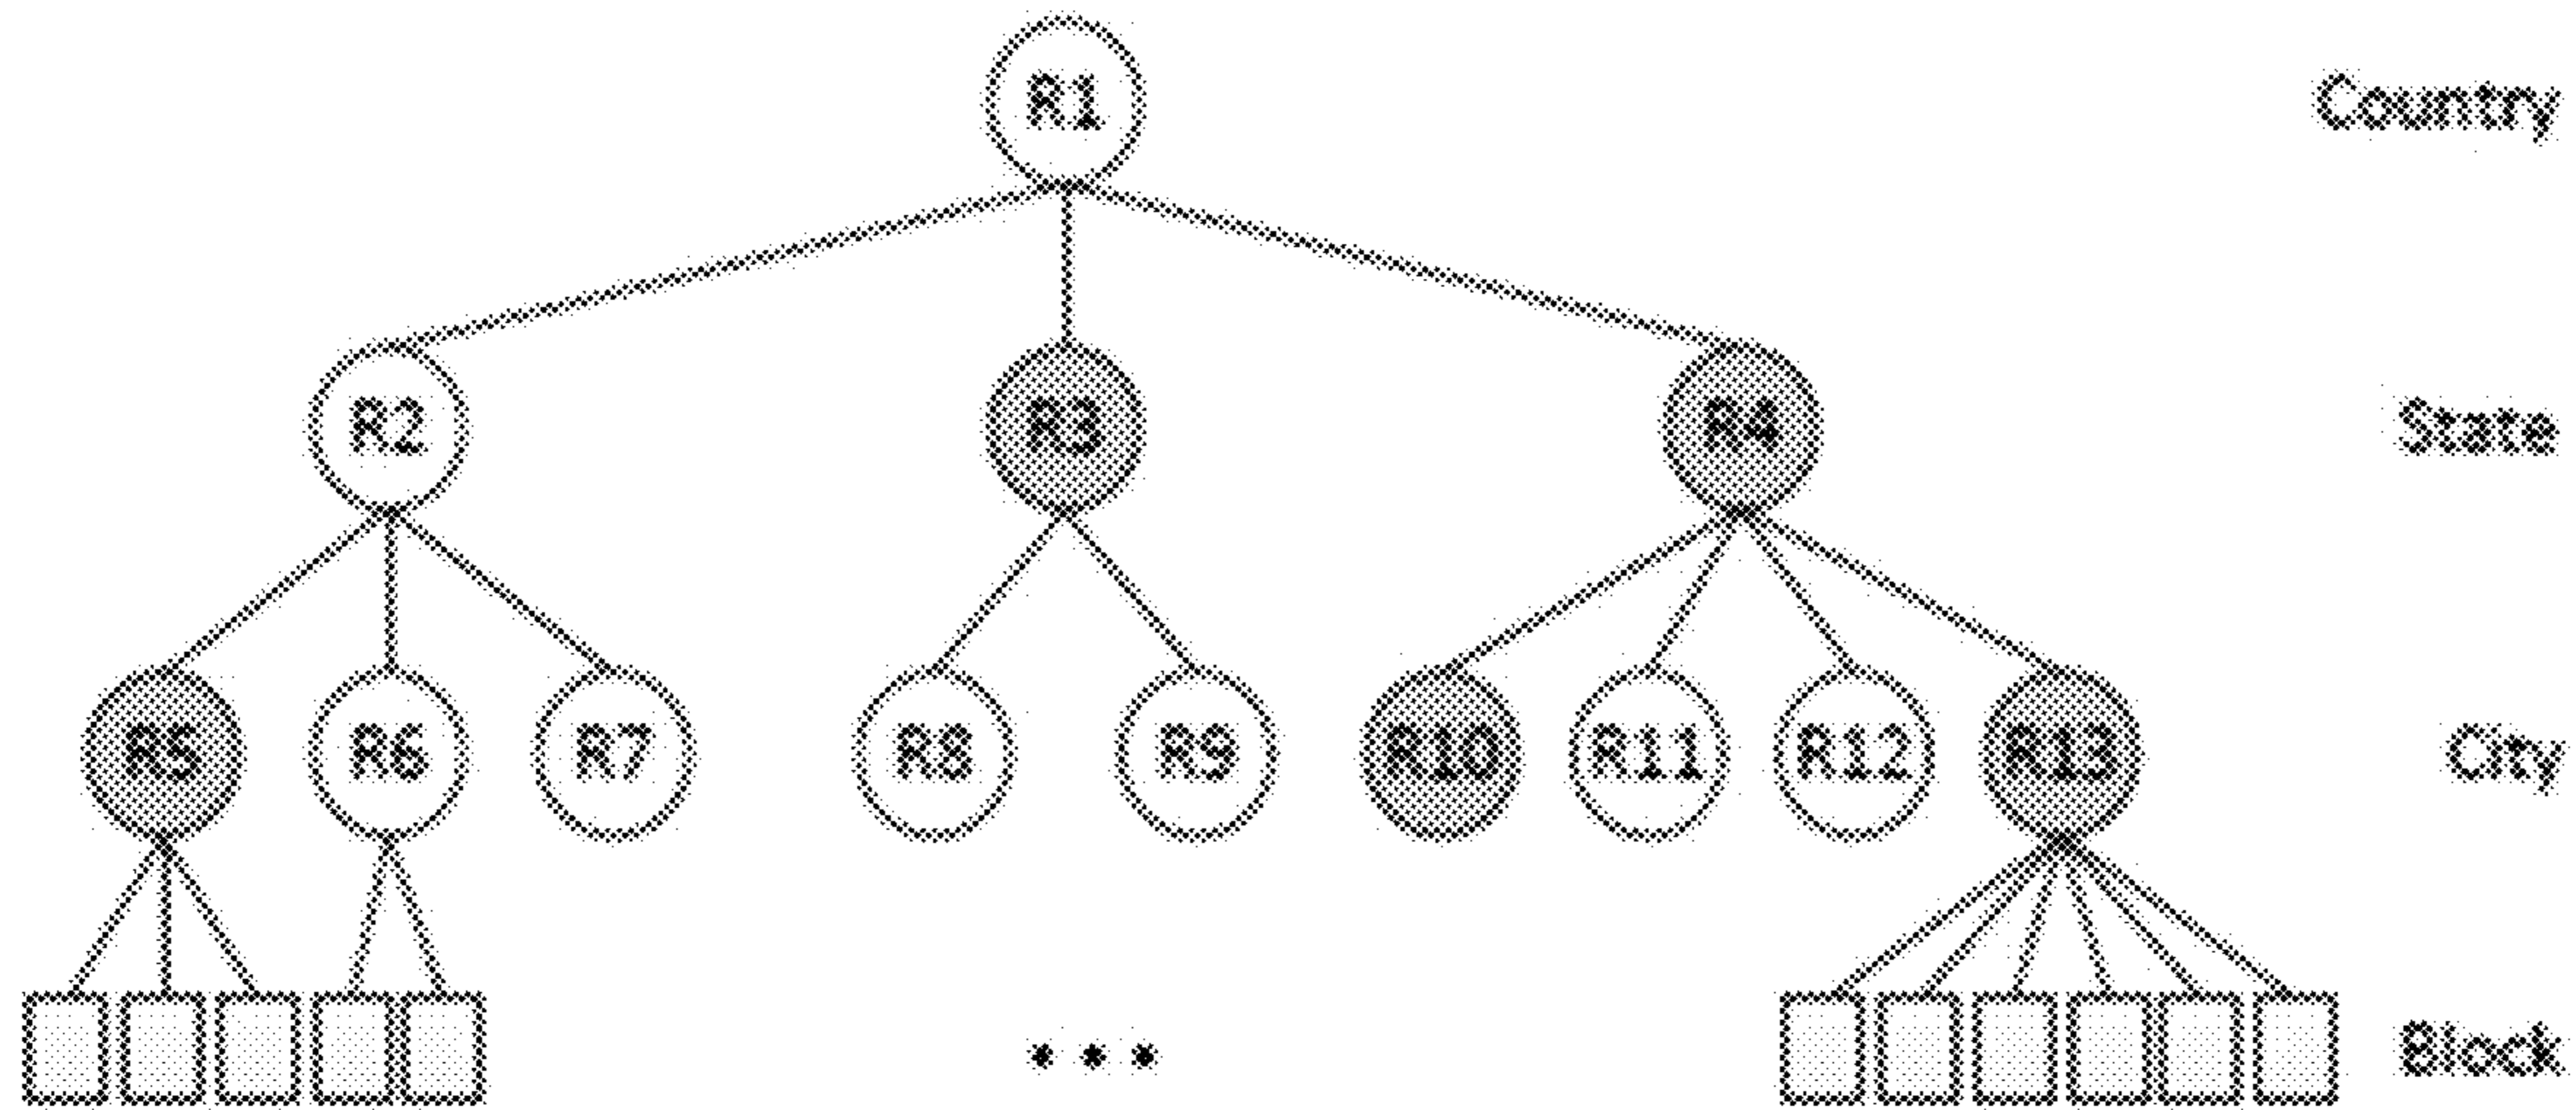 R1 Country
R2 R3 R4 State
R5 R6 R7 R8 R9 R10 R11 R12 R13 City
... Block